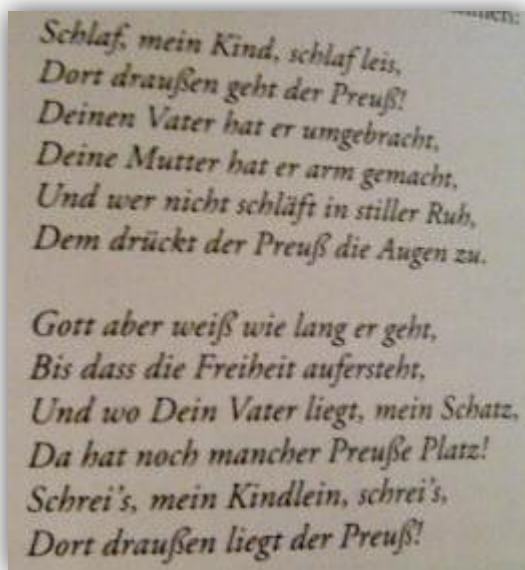 Schlaf, mein Kind, schlaf leis,
Dort draußen geht der Preuß!
Deinen Vater hat er umgebracht,
Deine Mutter hat er arm gemacht,
Und wer nicht schläft in stiller Ruh,
Dem drückt der Preuß die Augen zu.
Gott aber weiß wie lang er geht,
Bis dass die Freiheit aufersteht,
Und wo Dein Vater liegt, mein Schatz,
Da hat noch mancher Preuße Platz!
Schrei's, mein Kindlein, schrei's,
Dort draußen liegt der Preuß!